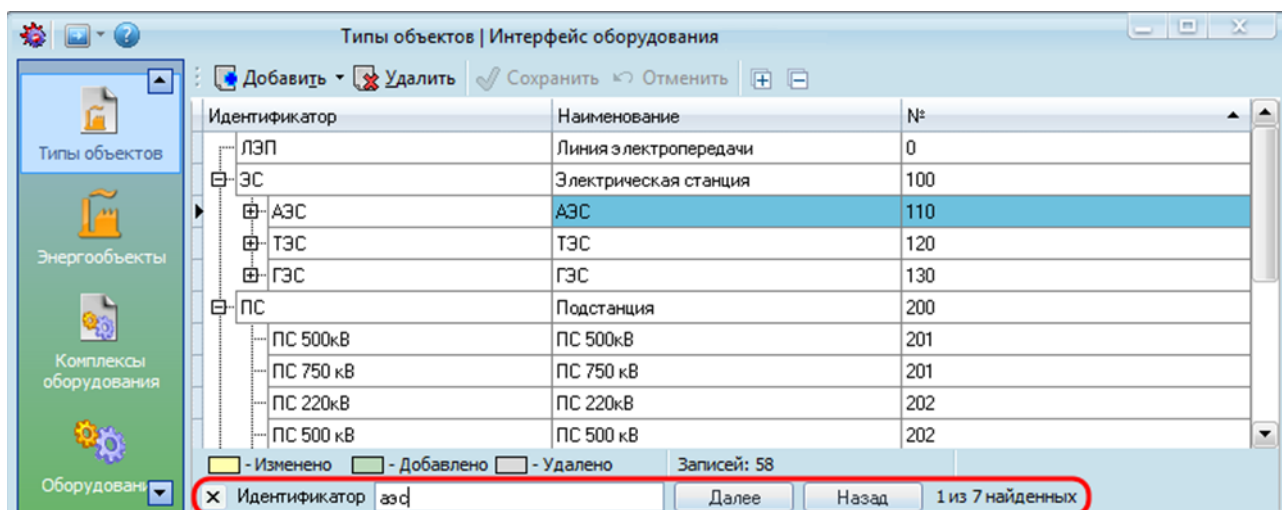 Типы объектов | Интерфейс оборудования
Добавить Удалить Сохранить Отменить
Типы объектов
Энергообъекты
Комплексы
оборудования
Оборудовани
Идентификатор Наименование №
ЛЭП Линия электропередачи 0
ЭС Электрическая станция 100
АЭС АЭС 110
ТЭС ТЭС 120
ГЭС ГЭС 130
ПС Подстанция 200
ПС 500кВ ПС 500кВ 201
ПС 750 кВ ПС 750 кВ 201
ПС 220кВ ПС 220кВ 202
ПС 500 кВ ПС 500 кВ 202
- Изменено - Добавлено - Удалено Записей: 58
Идентификатор аэс Далее Назад 1 из 7 найденных